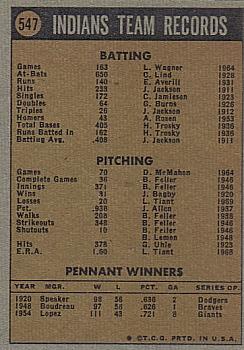 547 INDIANS TEAM RECORDS
BATTING
Games 163 L. Wagner 1964
At-Bats 650 C. Lind 1928
Runs 140 E. Averill 1931
Hits 233 J. Jackson 1911
Singles 172 C. Jamieson 1923
Doubles 64 G. Burns 1926
Triples 26 J. Jackson 1912
Homers 43 A. Rosen 1953
Total Bases 405 H. Trosky 1936
Runs Batted In 162 H. Trosky 1936
Batting Avg. .408 J. Jackson 1911
PITCHING
Games 70 D. McMahon 1964
Complete Games 36 B. Feller 1946
Innings 371 B. Feller 1946
Wins 31 J. Bagby 1920
Losses 20 L. Tiant 1969
Pct. .938 J. Allen 1937
Walks 208 B. Feller 1938
Strikeouts 348 B. Feller 1946
Shutouts 10 B. Feller 1946
B. Lemon 1948
Hits 378 G. Uhle 1923
E.R.A. 1.60 L. Tiant 1968
PENNANT WINNERS
YEAR MGR. W L PCT. GA SERIES OP.
1920 Speaker 98 56 .636 2 Dodgers
1948 Boudreau 97 58 .626 1 Braves
1954 Lopez 111 43 .721 8 Giants
© T.C.G. PRTD. IN U.S.A.